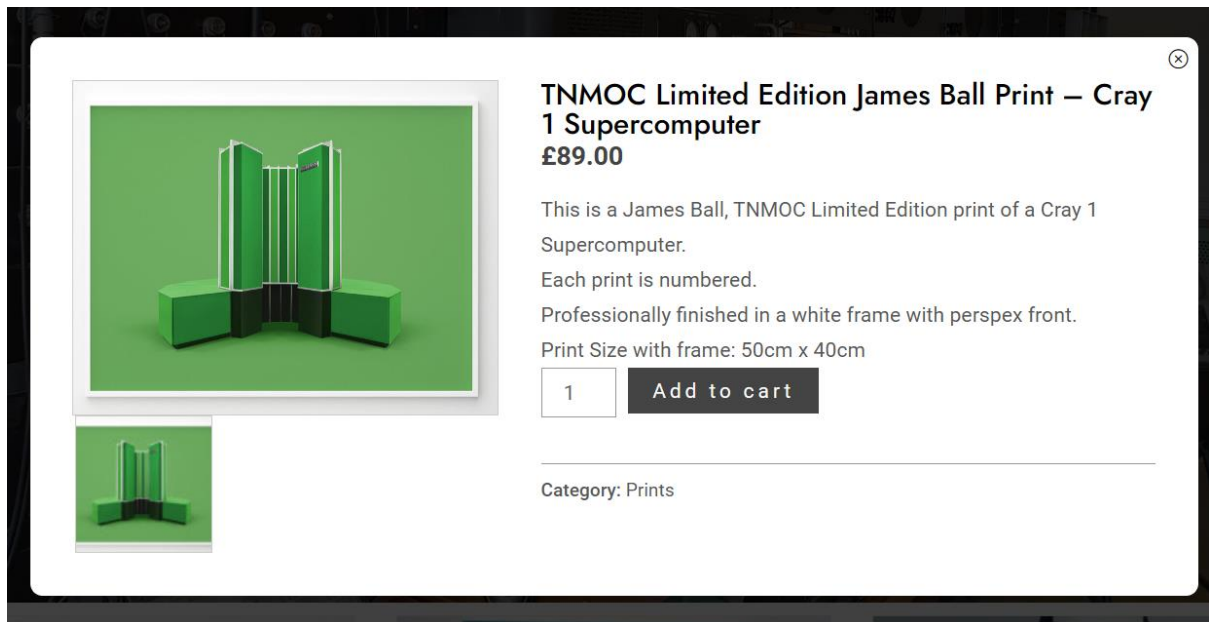 TNMOC Limited Edition James Ball Print – Cray
1 Supercomputer
£89.00
This is a James Ball, TNMOC Limited Edition print of a Cray 1
Supercomputer.
Each print is numbered.
Professionally finished in a white frame with perspex front.
Print Size with frame: 50cm x 40cm
1
Add to cart
Category: Prints